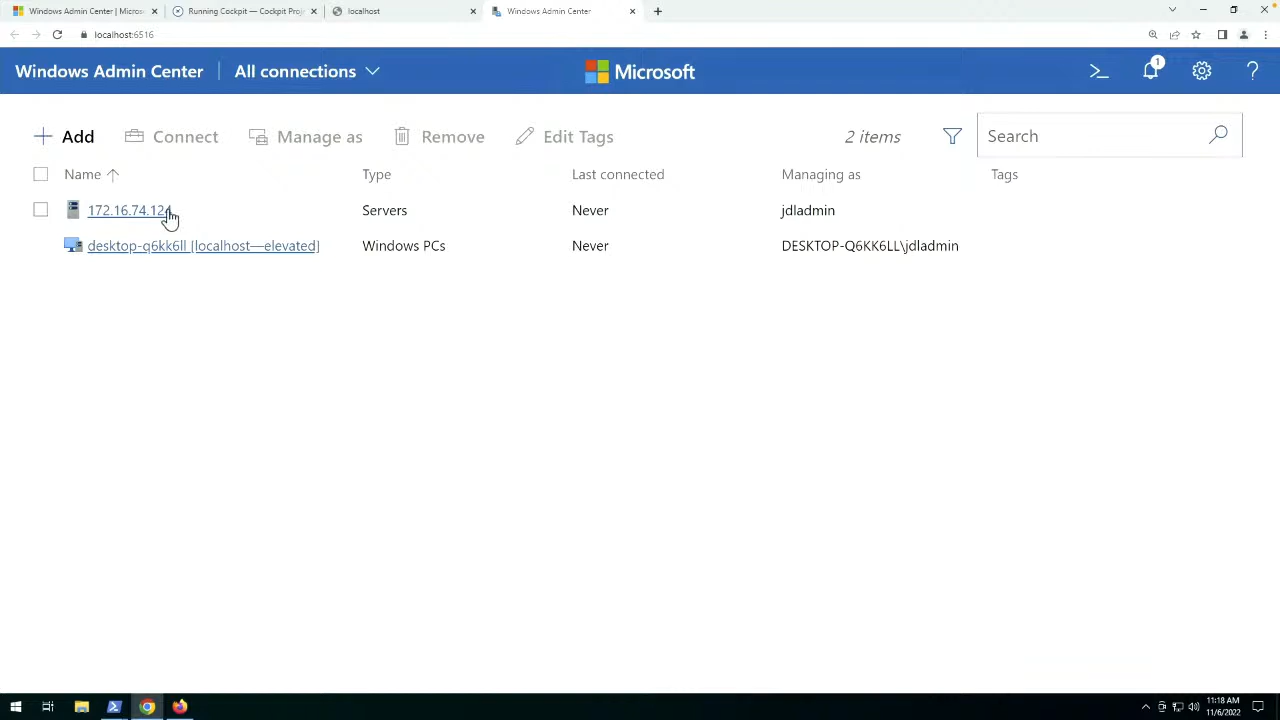 Windows Admin Center | Micros
Running Cockpit — Cockpit Proje
localhost
Windows Admin Center
localhost:6516
Windows Admin Center
All connections
Microsoft
1
Add
Connect
Manage as
Remove
Edit Tags
2 items
Search
Name
Type
Last connected
Managing as
Tags
172.16.74.124
Servers
Never
jdladmin
desktop-q6kk6ll [localhost—elevated]
Windows PCs
Never
DESKTOP-Q6KK6LL\jdladmin
11:18 AM
11/6/2022